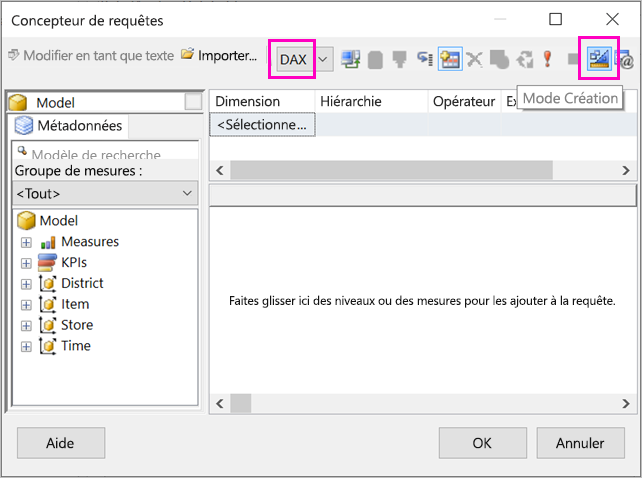 Concepteur de requêtes
Modifier en tant que texte Importer... DAX
Model
Métadonnées
Modèle de recherche
Groupe de mesures :
<Tout>
Model
Measures
KPIs
District
Item
Store
Time
Dimension Hiérarchie Opérateur Ex
Mode Création
<Sélectionne...
Faites glisser ici des niveaux ou des mesures pour les ajouter à la requête.
Aide OK Annuler